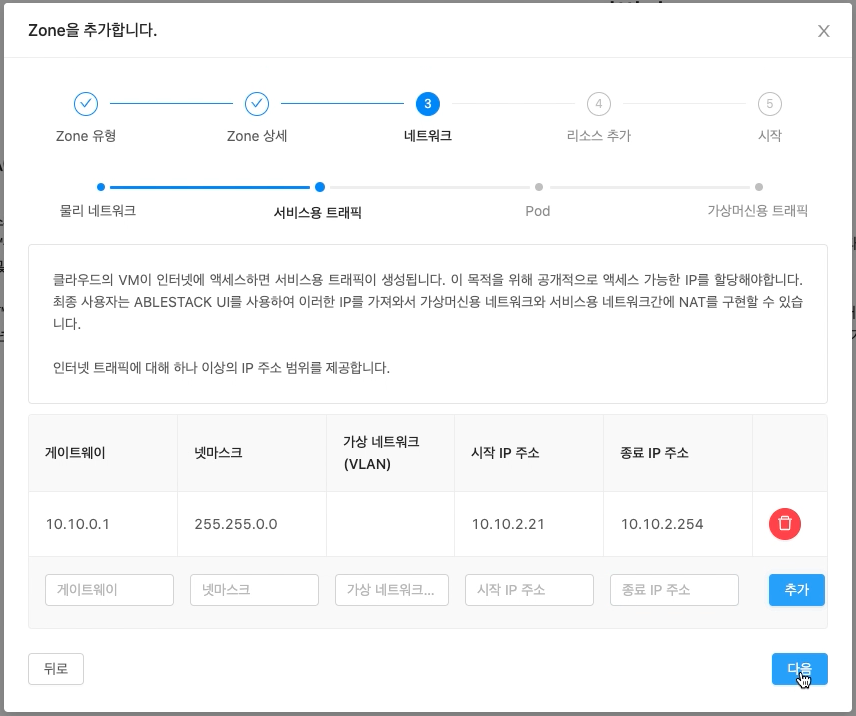 Zone을 추가합니다.
3
4
5
Zone 유형
Zone 상세
네트워크
리소스 추가
시작
물리 네트워크
서비스용 트래픽
Pod
가상머신용 트래픽
클라우드의 VM이 인터넷에 액세스하면 서비스용 트래픽이 생성됩니다. 이 목적을 위해 공개적으로 액세스 가능한 IP를 할당해야합니다.
최종 사용자는 ABLESTACK UI를 사용하여 이러한 IP를 가져와서 가상머신용 네트워크와 서비스용 네트워크간에 NAT를 구현할 수 있습
니다.
인터넷 트래픽에 대해 하나 이상의 IP 주소 범위를 제공합니다.
게이트웨이
넷마스크
가상 네트워크
(VLAN)
시작 IP 주소
종료 IP 주소
10.10.0.1
255.255.0.0
10.10.2.21
10.10.2.254
게이트웨이
넷마스크
가상 네트워크...
시작 IP 주소
종료 IP 주소
추가
뒤로
다음